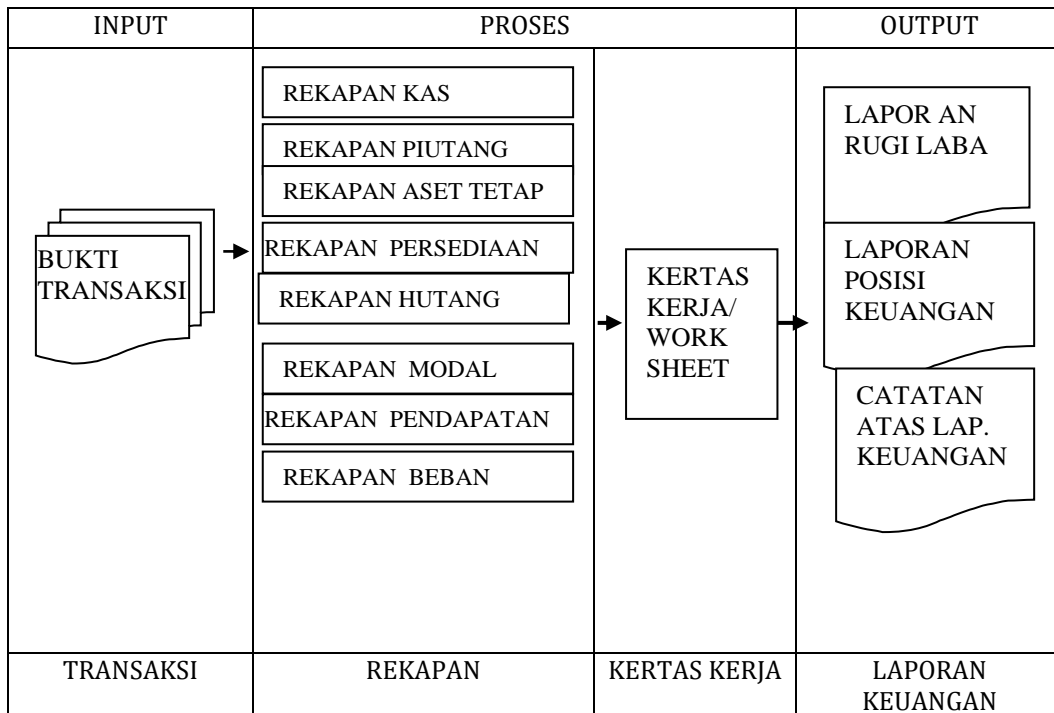 INPUT
PROSES
OUTPUT
BUKTI
TRANSAKSI
REKAPAN KAS
REKAPAN PIUTANG
REKAPAN ASET TETAP
REKAPAN PERSEDIAAN
REKAPAN HUTANG
REKAPAN MODAL
REKAPAN PENDAPATAN
REKAPAN BEBAN
KERTAS
KERJA/
WORK
SHEET
LAPOR AN
RUGI LABA
LAPORAN
POSISI
KEUANGAN
CATATAN
ATAS LAP.
KEUANGAN
TRANSAKSI
REKAPAN
KERTAS KERJA
LAPORAN
KEUANGAN